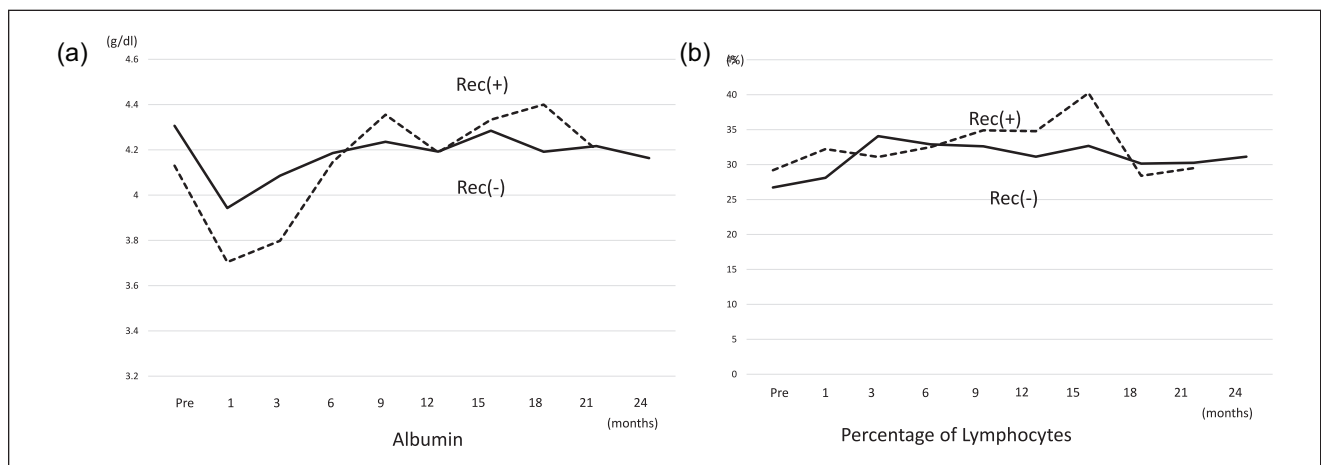 (a)
(g/dl)
4.6
4.4
4.2
4
3.8
3.6
3.4
3.2
Rec(+)
Rec(-)
Pre 1 3 6 9 12 15 18 21 24
(months)
Albumin
(b)
(%)
40
35
30
25
20
15
10
5
0
Rec(+)
Rec(-)
Pre 1 3 6 9 12 15 18 21 24
(months)
Percentage of Lymphocytes